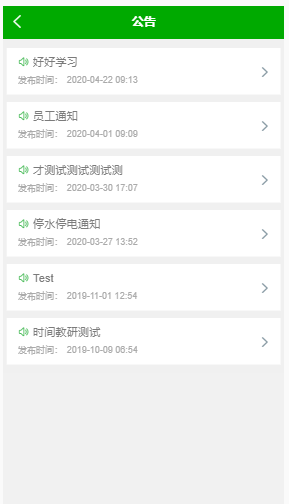 公告
好好学习
发布时间： 2020-04-22 09:13
员工通知
发布时间： 2020-04-01 09:09
才测试测试测试测
发布时间： 2020-03-30 17:07
停水停电通知
发布时间： 2020-03-27 13:52
Test
发布时间： 2019-11-01 12:54
时间教研测试
发布时间： 2019-10-09 06:54